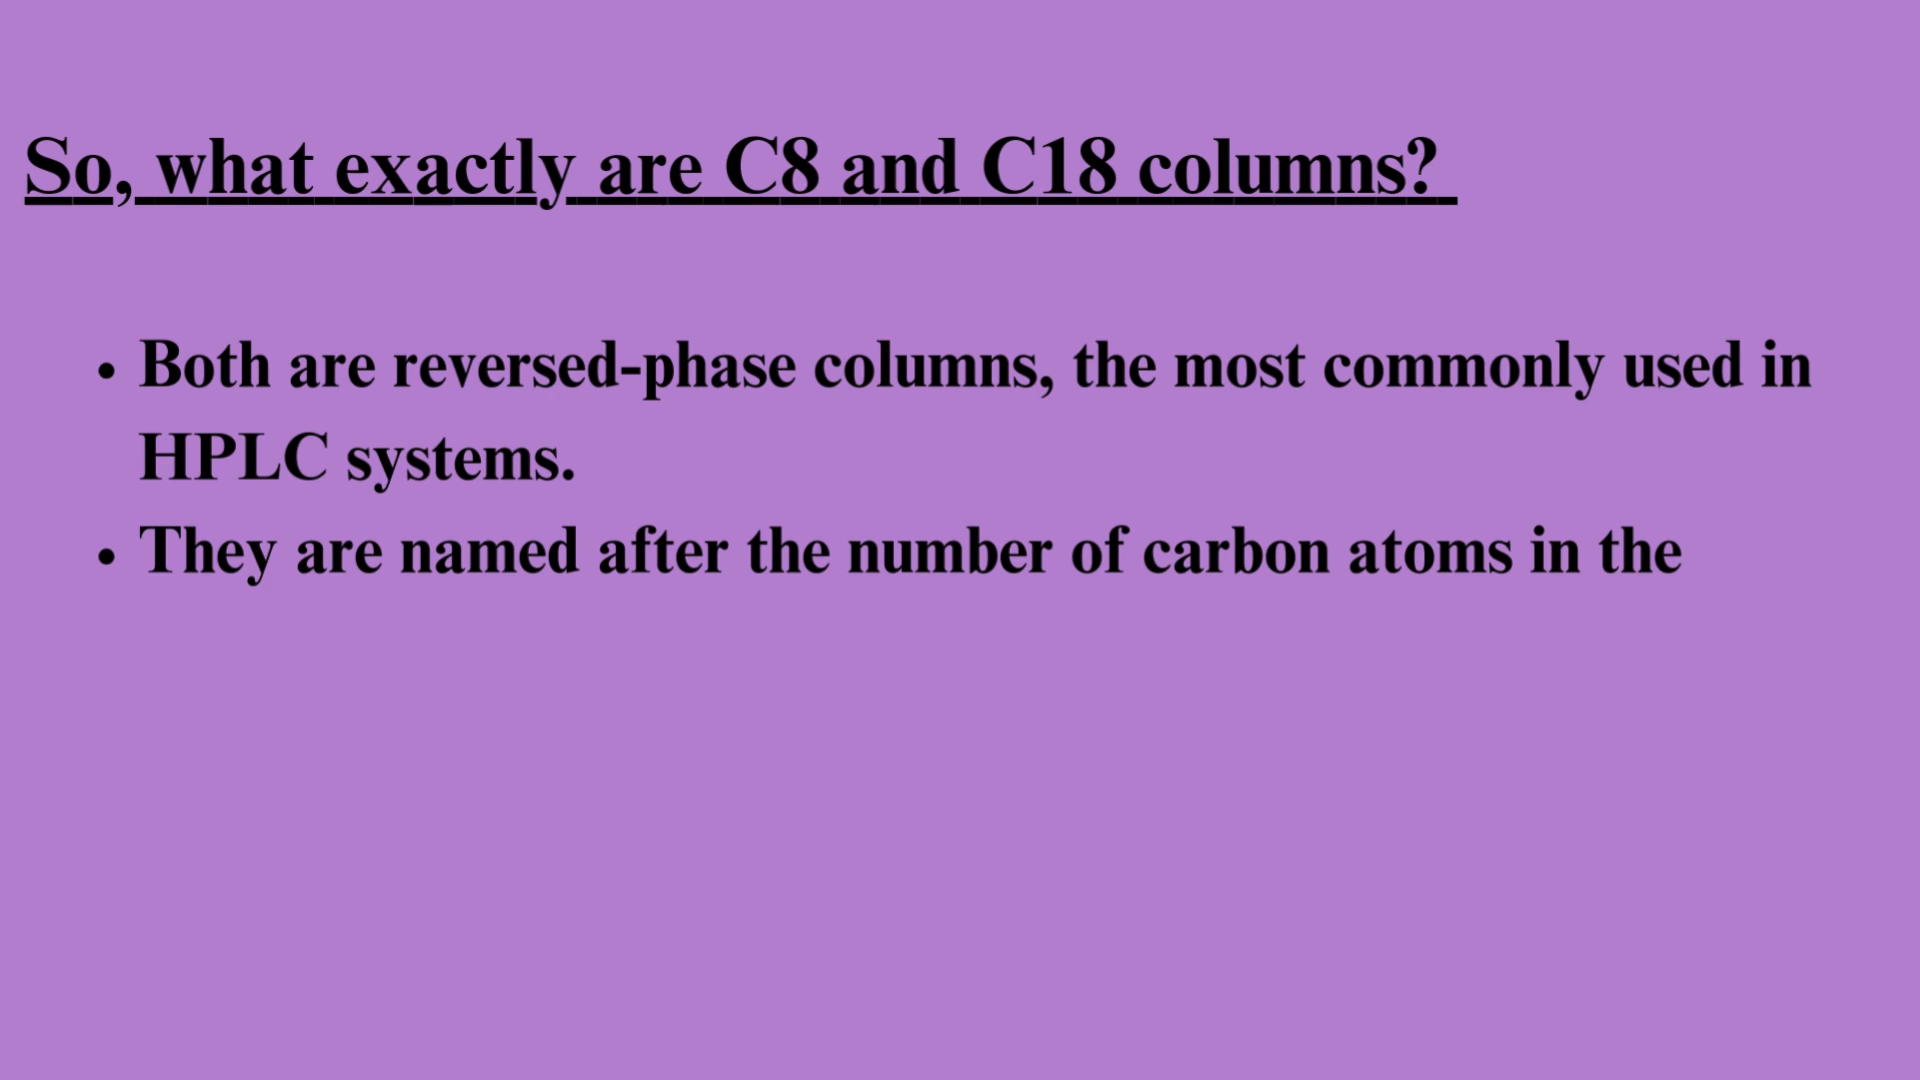 So, what exactly are C8 and C18 columns?
• Both are reversed-phase columns, the most commonly used in
HPLC systems.
• They are named after the number of carbon atoms in the